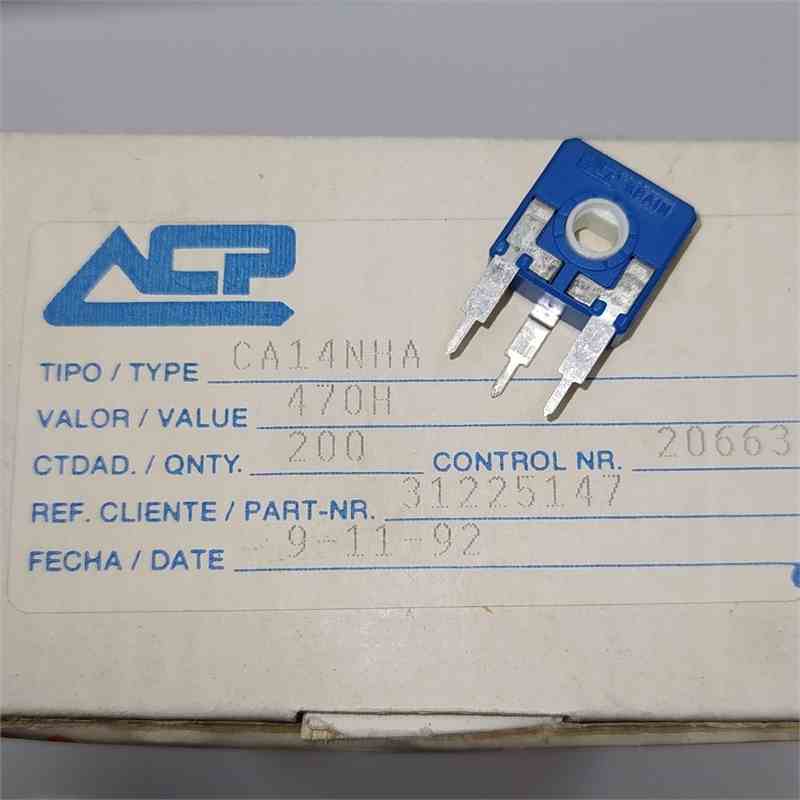 ACP
SPAIN
TIPO / TYPE CA14NHA
VALOR / VALUE 470H
CTDAD. / QNTY. 200 CONTROL NR. 20663
REF. CLIENTE / PART-NR. 31225147
FECHA / DATE 9-11-92